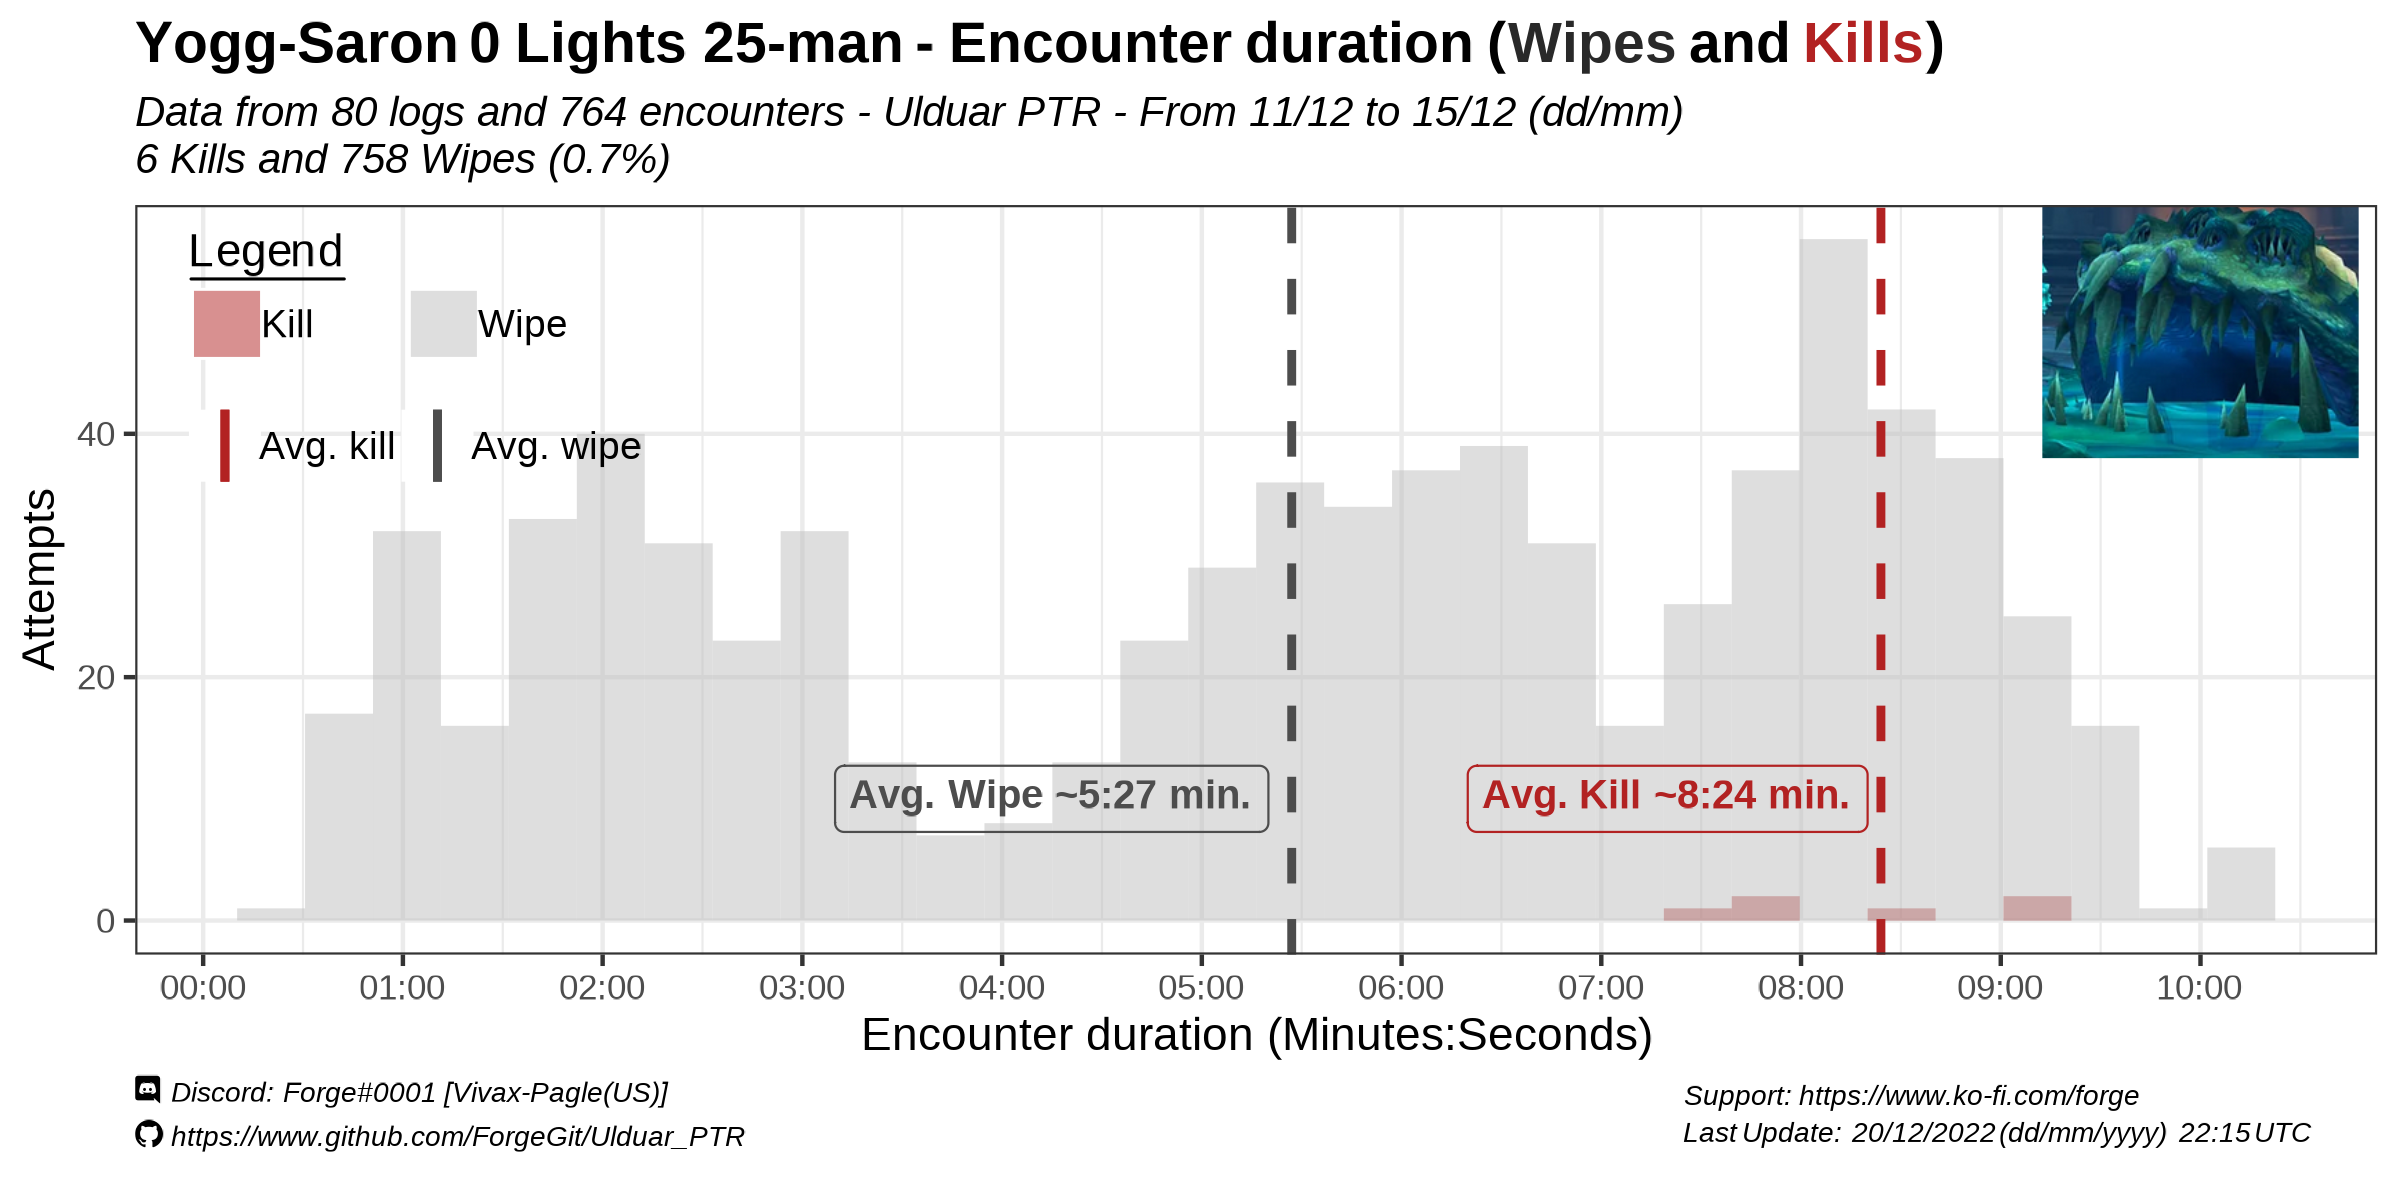 Yogg-Saron 0 Lights 25-man - Encounter duration (Wipes and Kills)
Data from 80 logs and 764 encounters - Ulduar PTR - From 11/12 to 15/12 (dd/mm)
6 Kills and 758 Wipes (0.7%)
Legend
Kill Wipe
Avg. kill Avg. wipe
Attempts
40
20
0
Avg. Wipe ~5:27 min. Avg. Kill ~8:24 min.
00:00 01:00 02:00 03:00 04:00 05:00 06:00 07:00 08:00 09:00 10:00
Encounter duration (Minutes:Seconds)
Discord: Forge#0001 [Vivax-Pagle(US)]
https://www.github.com/ForgeGit/Ulduar_PTR
Support: https://www.ko-fi.com/forge
Last Update: 20/12/2022 (dd/mm/yyyy) 22:15 UTC